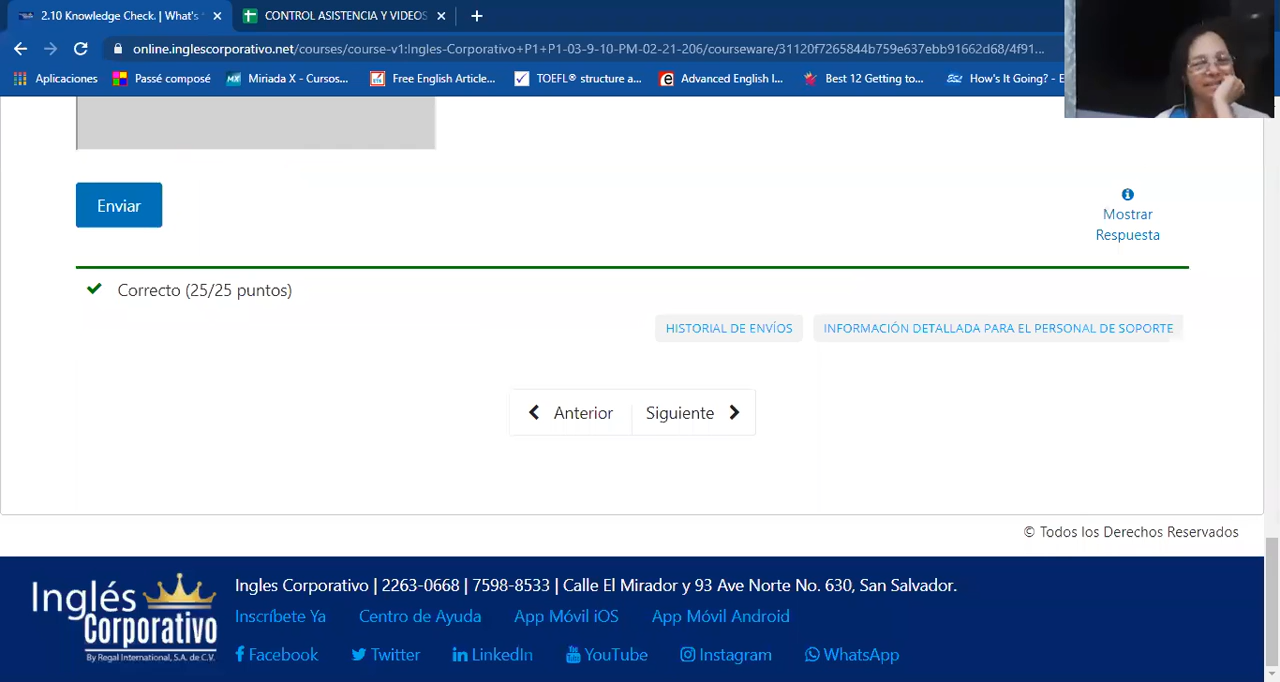 2.10 Knowledge Check. | What's
CONTROL ASISTENCIA Y VIDEOS
online.inglescorporativo.net/courses/course-v1:Ingles-Corporativo+P1+P1-03-9-10-PM-02-21-206/courseware/31120f7265844b759e637ebb91662d68/4f91...
Aplicaciones Passé composé Miriada X - Cursos... Free English Article... TOEFL® structure a... Advanced English I... Best 12 Getting to... How's It Going? - E
Enviar
Mostrar
Respuesta
Correcto (25/25 puntos)
HISTORIAL DE ENVÍOS INFORMACIÓN DETALLADA PARA EL PERSONAL DE SOPORTE
Anterior Siguiente
© Todos los Derechos Reservados
Inglés
Corporativo
By Regal International, S.A. de C.V.
Ingles Corporativo | 2263-0668 | 7598-8533 | Calle El Mirador y 93 Ave Norte No. 630, San Salvador.
Inscríbete Ya Centro de Ayuda App Móvil iOS App Móvil Android
Facebook Twitter LinkedIn YouTube Instagram WhatsApp